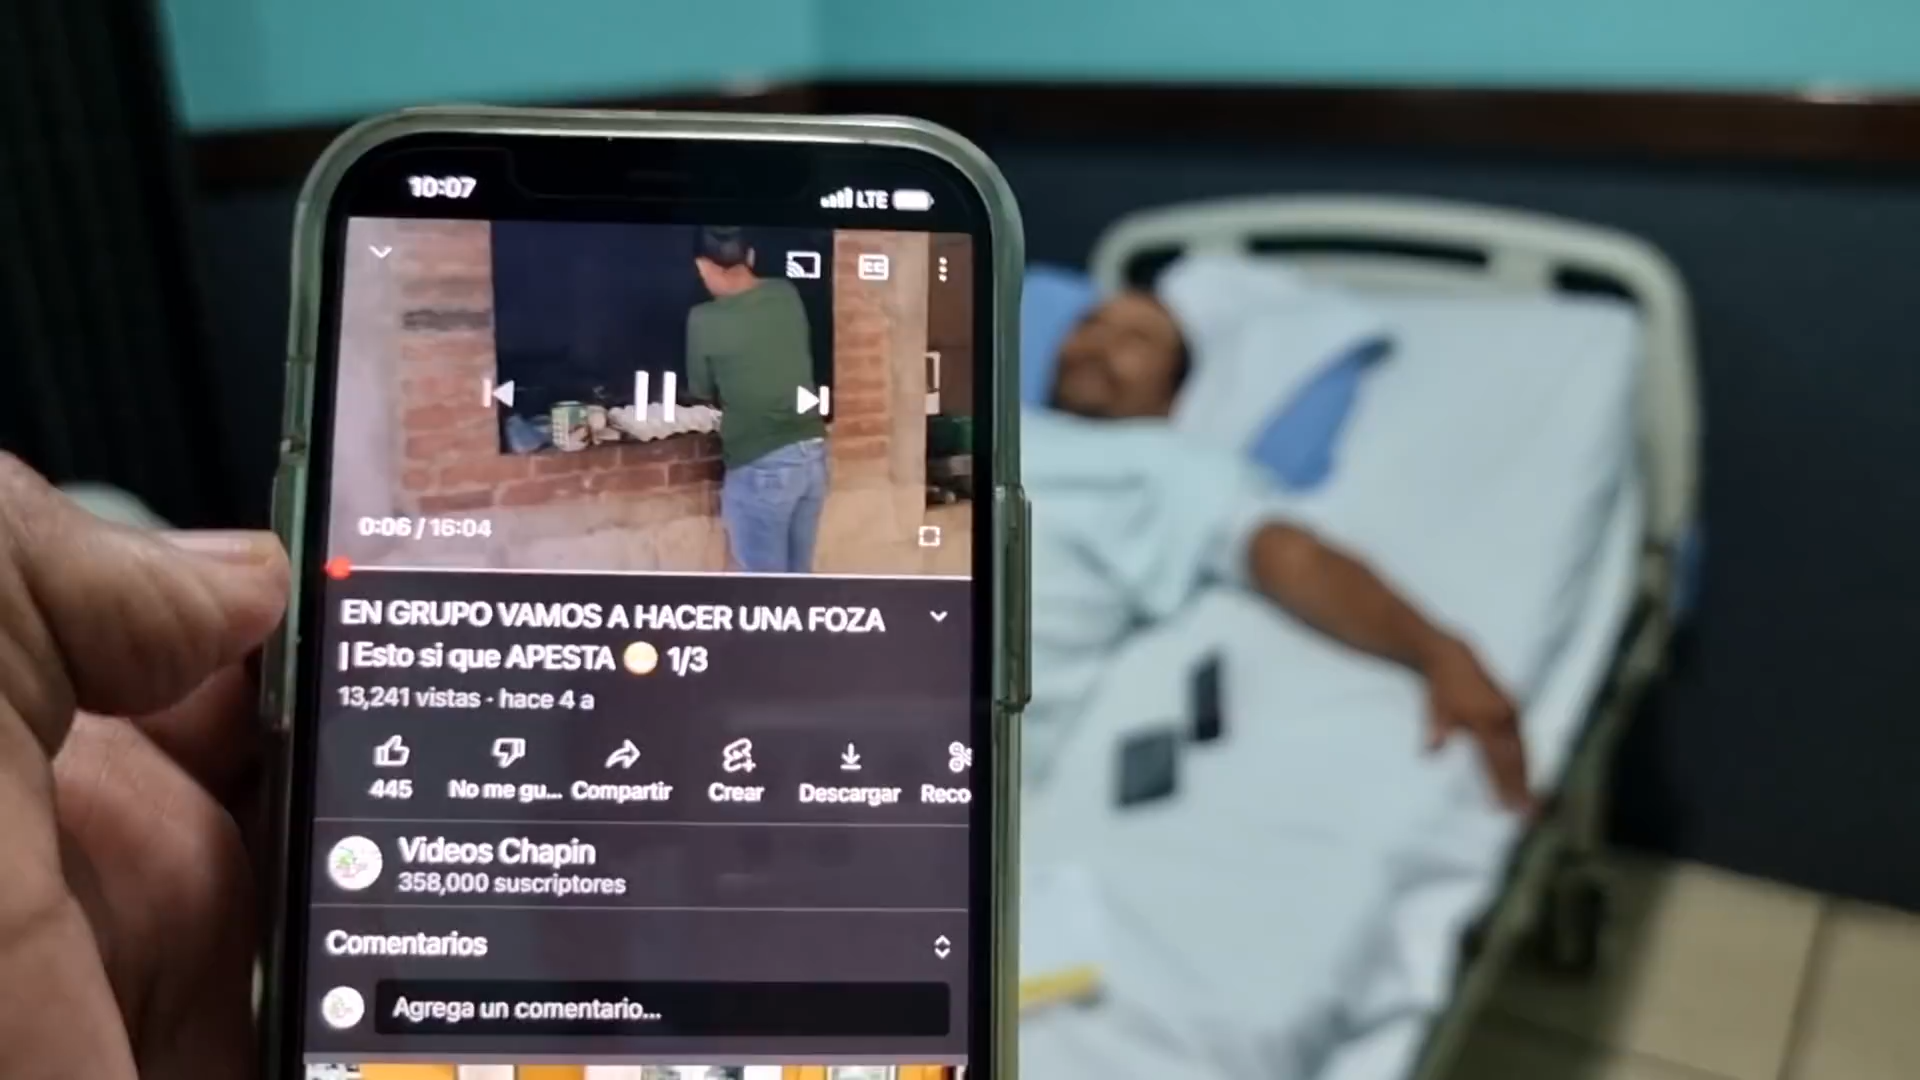 10:07
LTE
CC
0:06 / 16:04
EN GRUPO VAMOS A HACER UNA FOZA
| Esto si que APESTA 😁 1/3
13,241 vistas · hace 4 a
445
No me gu...
Compartir
Crear
Descargar
Reco
Videos Chapin
358,000 suscriptores
Comentarios
Agrega un comentario...